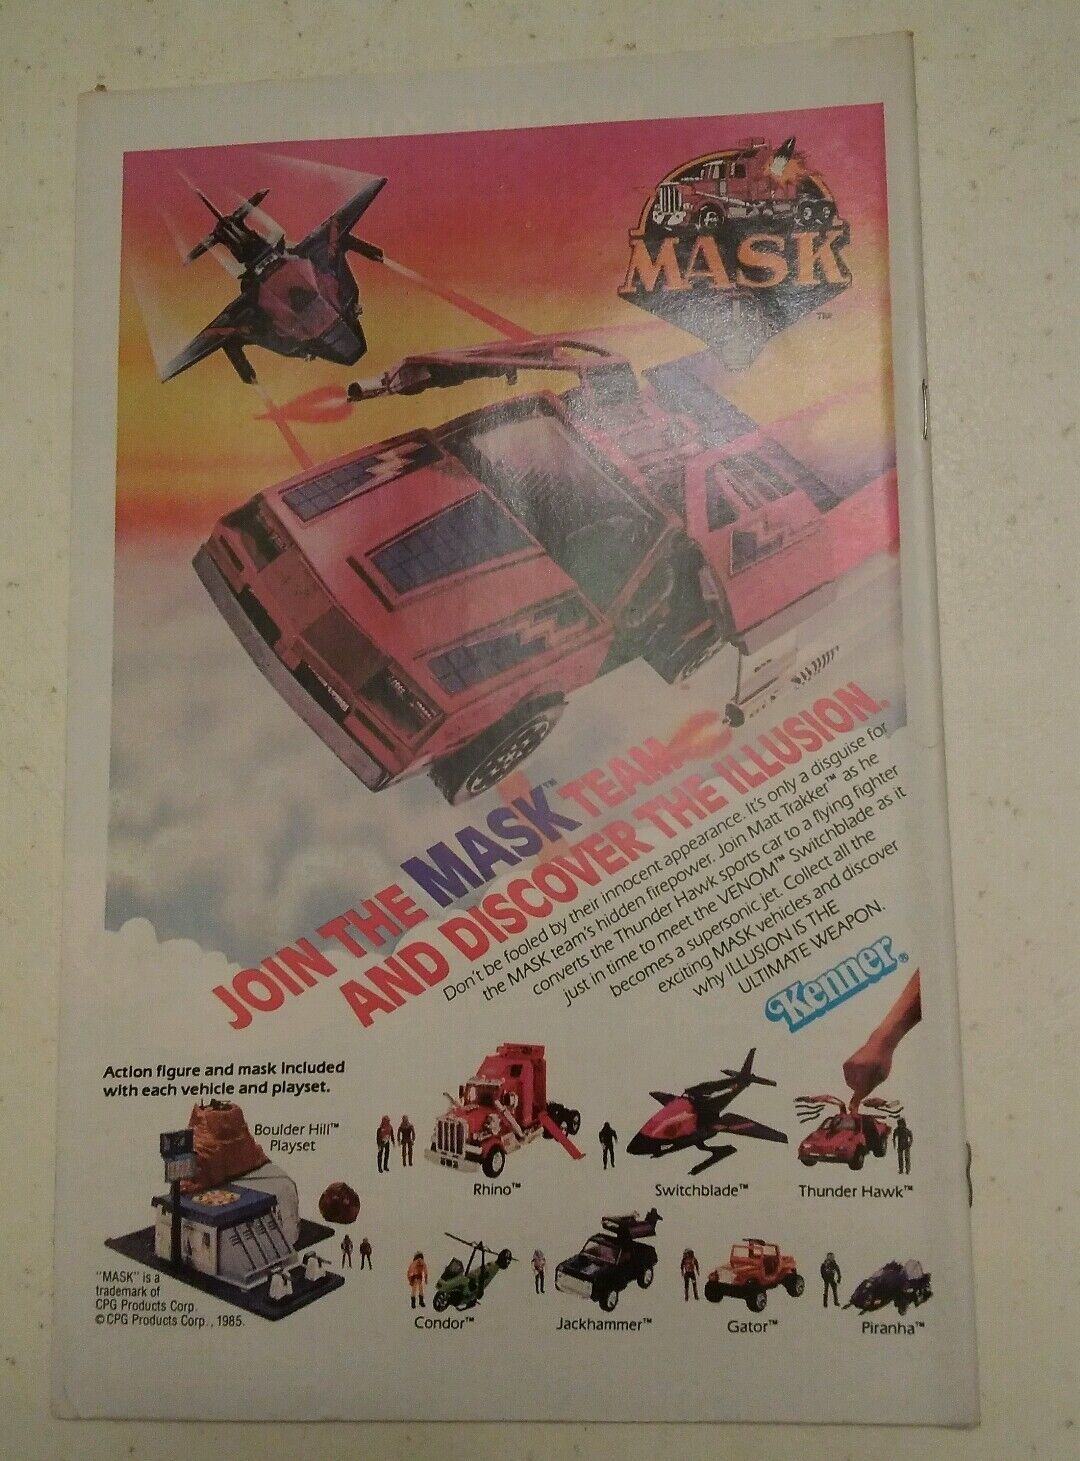 MASK
TM
JOIN THE MASK™ TEAM
AND DISCOVER THE ILLUSION.
Don't be fooled by their innocent appearance. It's only a disguise for
the MASK team's hidden firepower. Join Matt Trakker™ as he
converts the Thunder Hawk sports car to a flying fighter
just in time to meet the VENOM™ Switchblade as it
becomes a supersonic jet. Collect all the
exciting MASK vehicles and discover
why ILLUSION IS THE
ULTIMATE WEAPON.
Kenner®
Action figure and mask included
with each vehicle and playset.
Boulder Hill™
Playset
Rhino™
Switchblade™
Thunder Hawk™
"MASK" is a
trademark of
CPG Products Corp.
© CPG Products Corp., 1985.
Condor™
Jackhammer™
Gator™
Piranha™